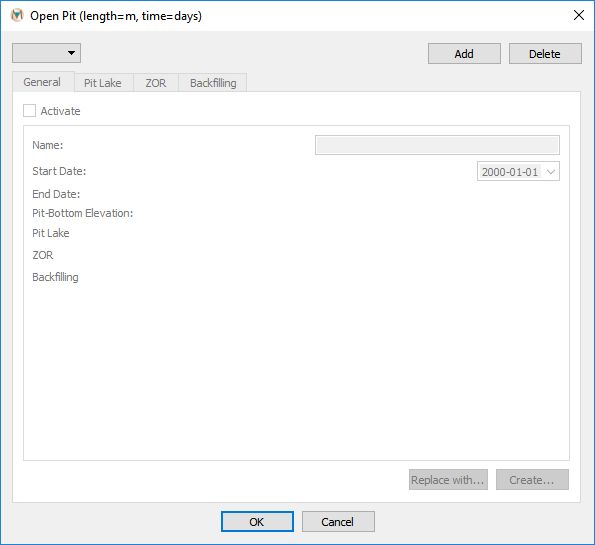 Open Pit (length=m, time=days)
Add Delete
General Pit Lake ZOR Backfilling
Activate
Name:
Start Date: 2000-01-01
End Date:
Pit-Bottom Elevation:
Pit Lake
ZOR
Backfilling
Replace with... Create...
OK Cancel